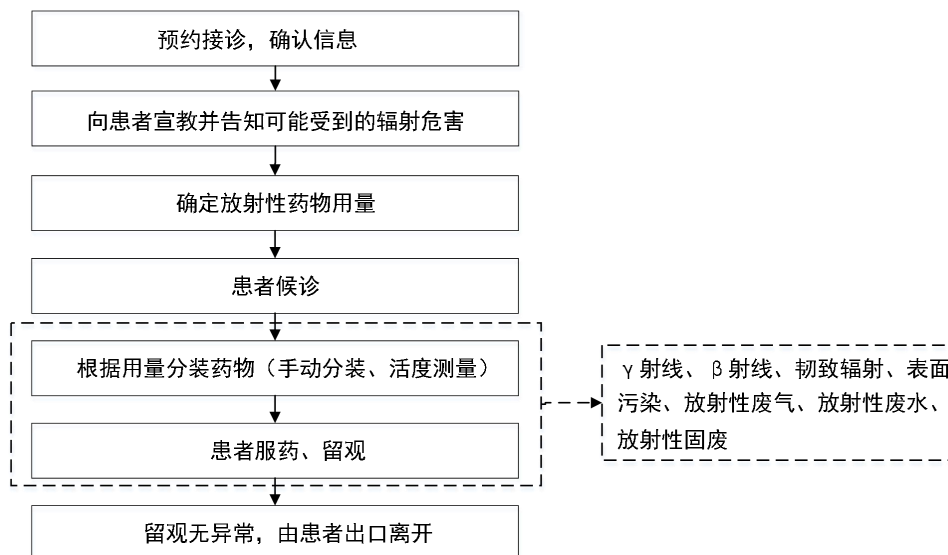 预约接诊，确认信息
向患者宣教并告知可能受到的辐射危害
确定放射性药物用量
患者候诊
根据用量分装药物（手动分装、活度测量）
患者服药、留观
留观无异常，由患者出口离开
γ射线、β射线、韧致辐射、表面
污染、放射性废气、放射性废水、
放射性固废